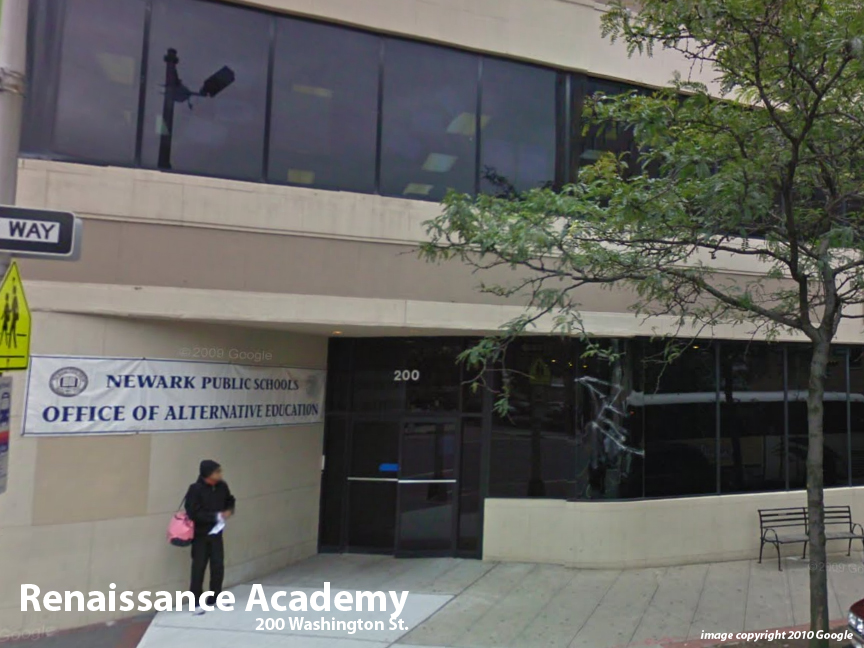 WAY
©2009 Google
NEWARK PUBLIC SCHOOLS
OFFICE OF ALTERNATIVE EDUCATION
200
Renaissance Academy
200 Washington St.
image copyright 2010 Google